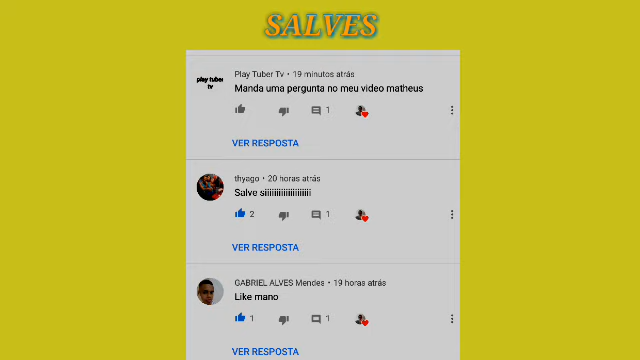 SALVES
play tuber
tv
Play Tuber Tv • 19 minutos atrás
Manda uma pergunta no meu video matheus
1
VER RESPOSTA
thyago • 20 horas atrás
Salve siiiiiiiiiiiiiiiiiiii
2 1
VER RESPOSTA
GABRIEL ALVES Mendes • 19 horas atrás
Like mano
1 1
VER RESPOSTA